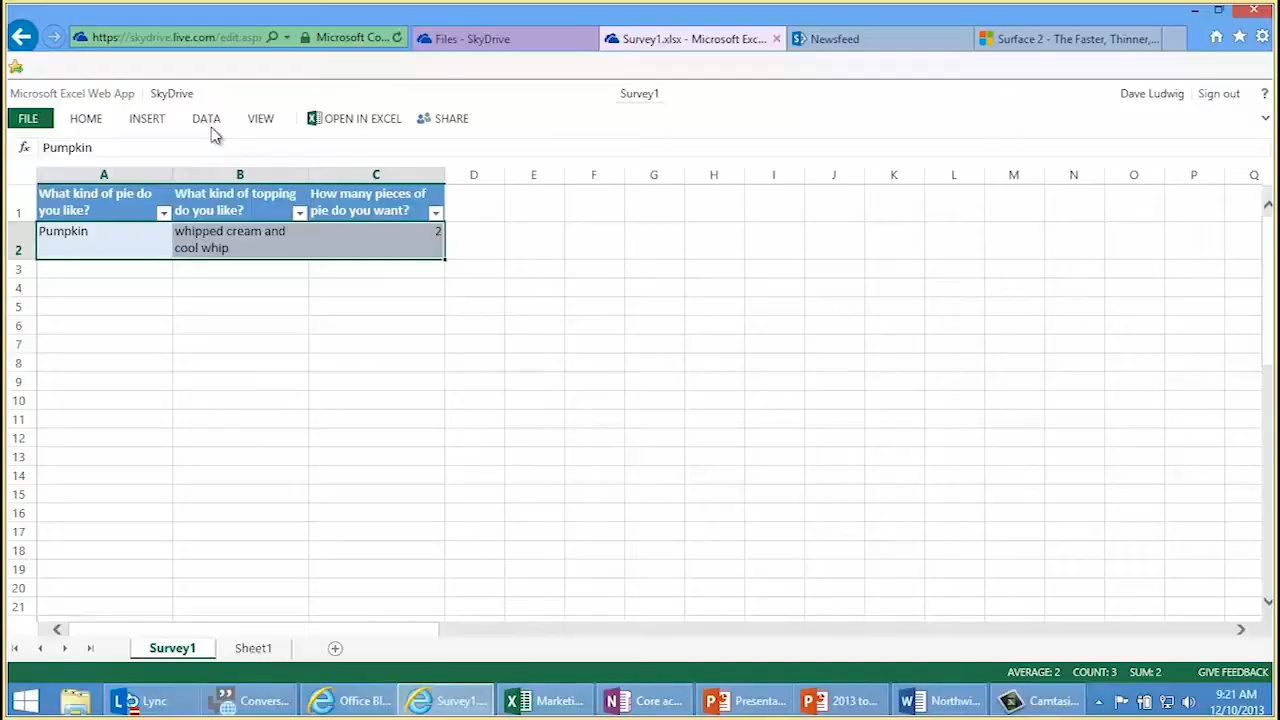 https://skydrive.live.com/edit.asp Microsoft Co... Files - SkyDrive Survey1.xlsx - Microsoft Exc... Newsfeed Surface 2 - The Faster, Thinner,...
Microsoft Excel Web App SkyDrive Survey1 Dave Ludwig Sign out ?
FILE HOME INSERT DATA VIEW OPEN IN EXCEL SHARE
fx Pumpkin
A B C D E F G H I J K L M N O P Q
What kind of pie do What kind of topping How many pieces of
1 you like? do you like? pie do you want?
Pumpkin whipped cream and 2
2 cool whip
3
4
5
6
7
8
9
10
11
12
13
14
15
16
17
18
19
20
21
Survey1 Sheet1
AVERAGE: 2 COUNT: 3 SUM: 2 GIVE FEEDBACK
Lync Convers... Office Bl... Survey1.... Marketi... Core ac... Presenta... 2013 to... Northwi... Camtasi... 9:21 AM
12/10/2013